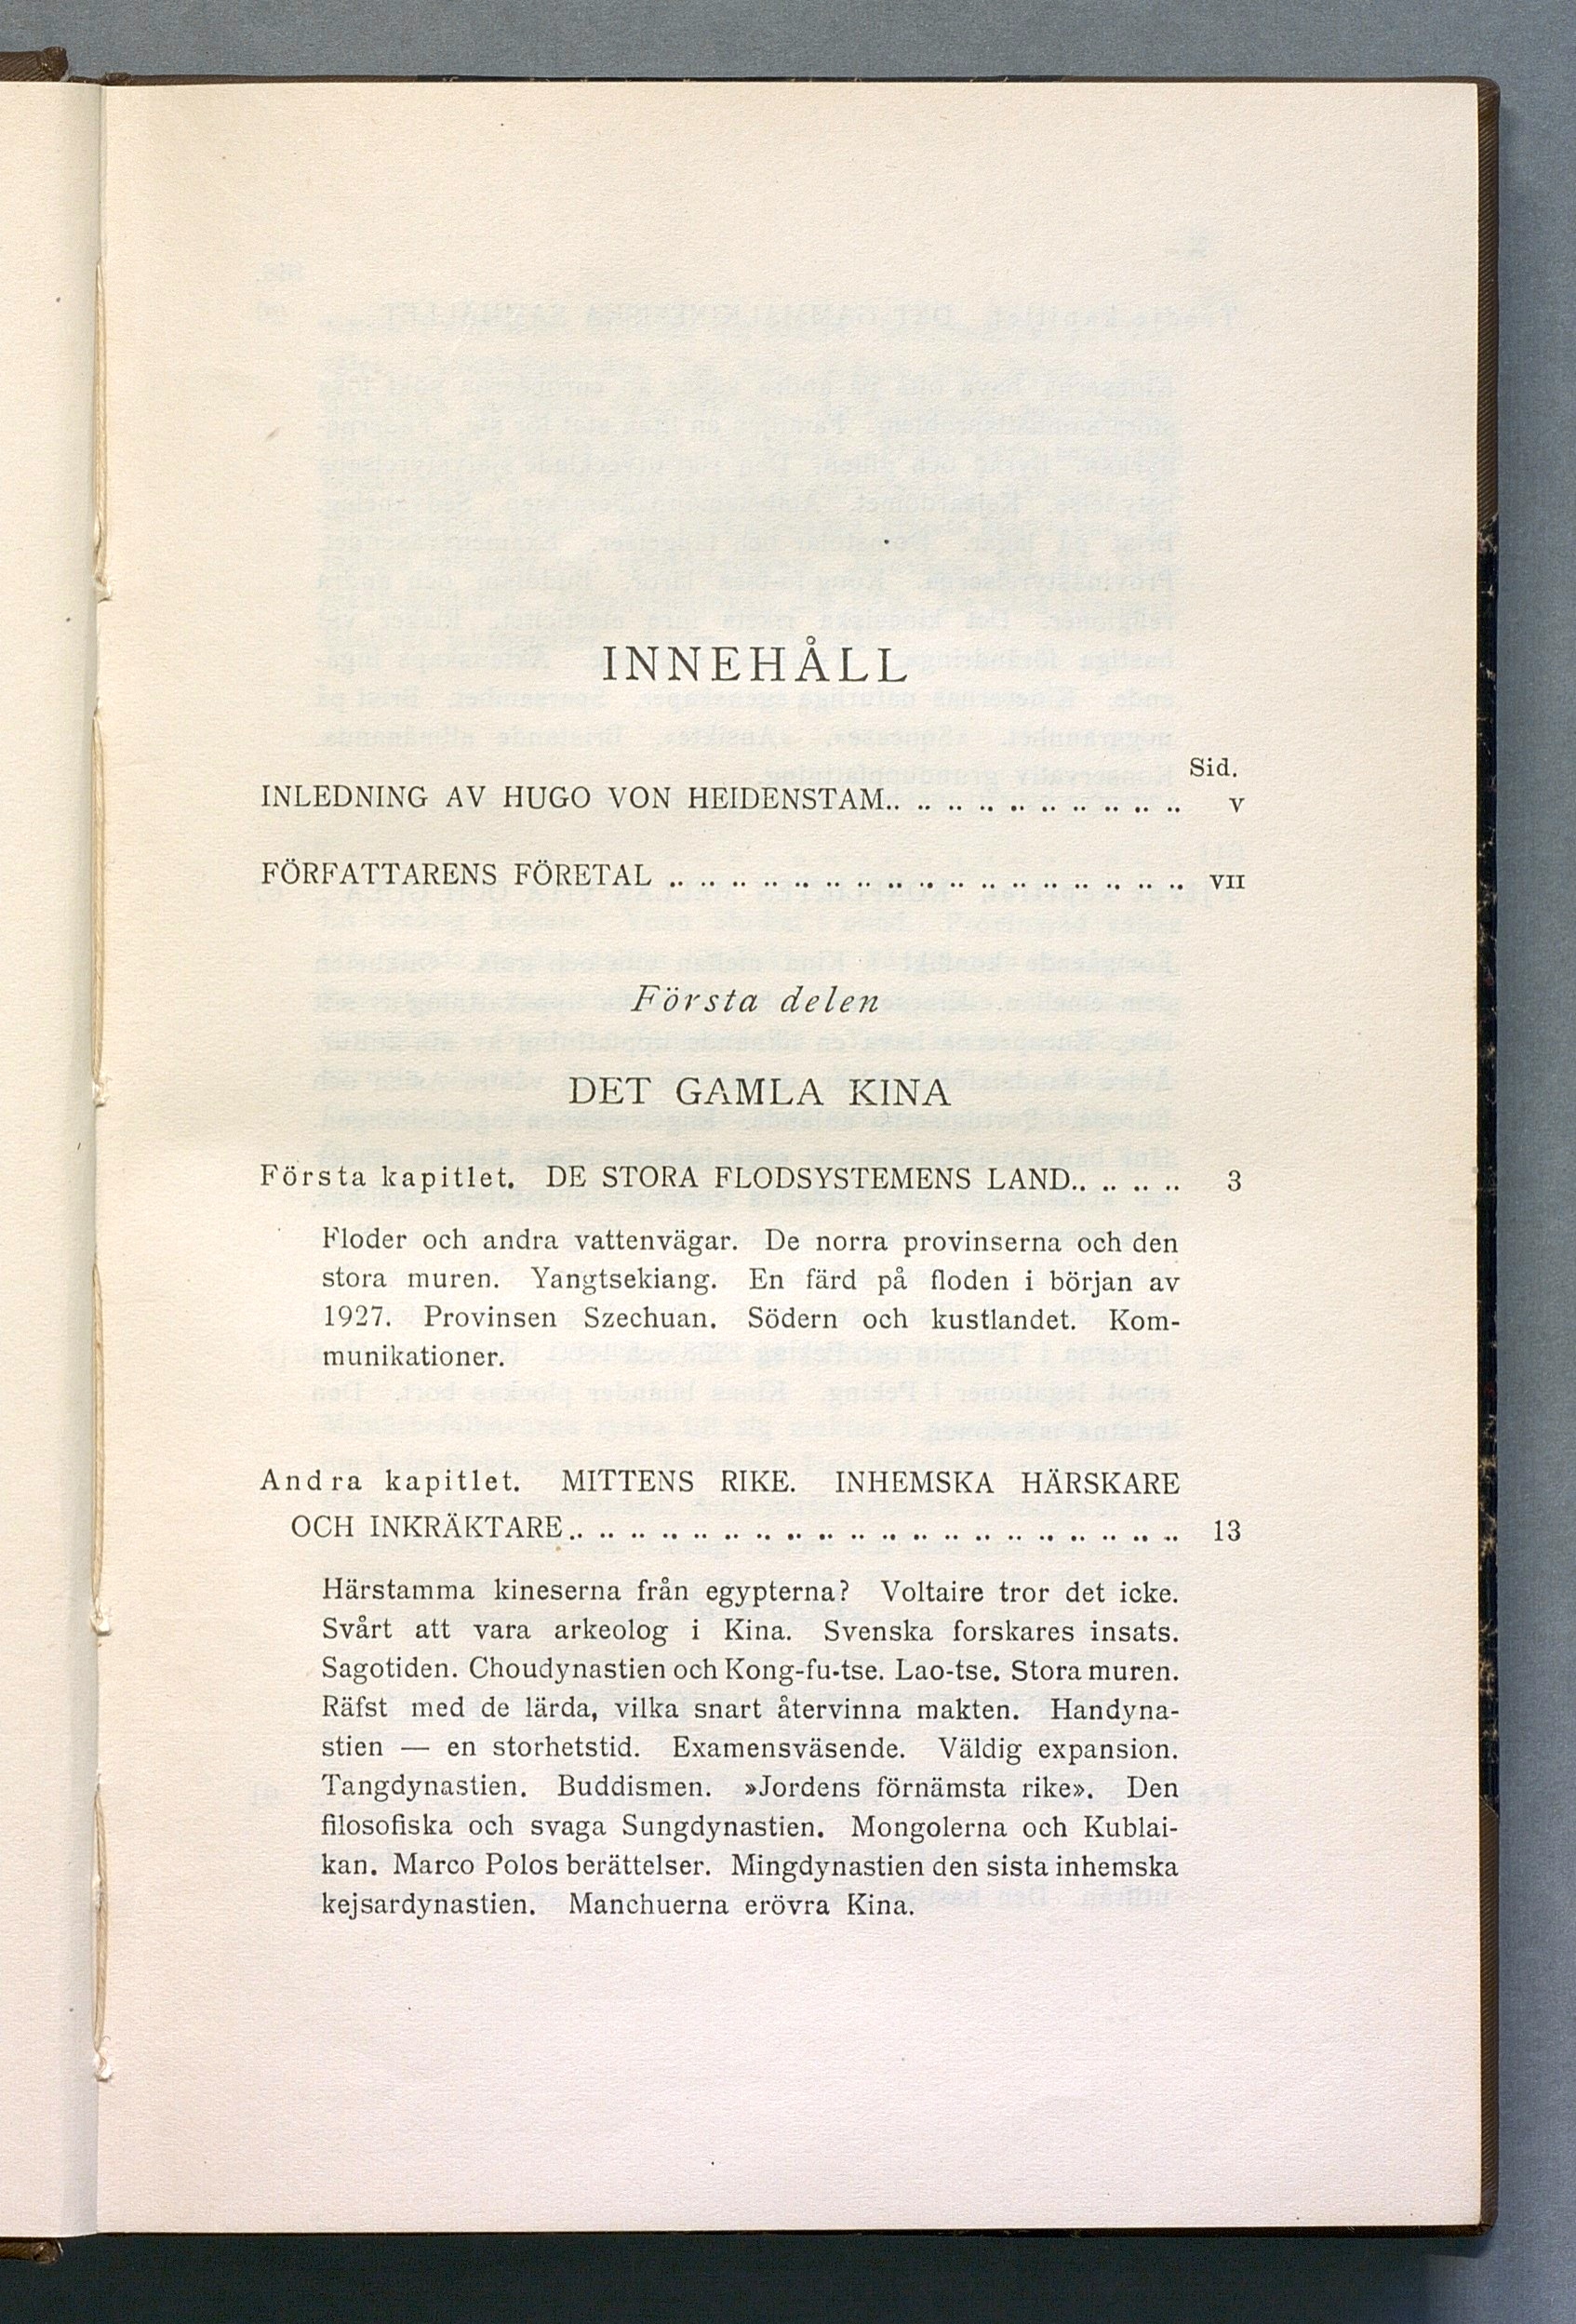 INNEHÅLL
Sid.
INLEDNING AV HUGO VON HEIDENSTAM.. .. .. .. .. .. .. .. .. .. V
FÖRFATTARENS FÖRETAL .. .. .. .. .. .. .. .. .. .. .. .. .. .. .. .. .. VII
Första delen
DET GAMLA KINA
Första kapitlet. DE STORA FLODSYSTEMENS LAND.. .. .. .. 3
Floder och andra vattenvägar. De norra provinserna och den
stora muren. Yangtsekiang. En färd på floden i början av
1927. Provinsen Szechuan. Södern och kustlandet. Kom-
munikationer.
Andra kapitlet. MITTENS RIKE. INHEMSKA HÄRSKARE
OCH INKRÄKTARE.. .. .. .. .. .. .. .. .. .. .. .. .. .. .. .. .. .. .. .. 13
Härstamma kineserna från egypterna? Voltaire tror det icke.
Svårt att vara arkeolog i Kina. Svenska forskares insats.
Sagotiden. Choudynastien och Kong-fu-tse. Lao-tse. Stora muren.
Räfst med de lärda, vilka snart återvinna makten. Handyna-
stien — en storhetstid. Examensväsende. Väldig expansion.
Tangdynastien. Buddismen. »Jordens förnämsta rike». Den
filosofiska och svaga Sungdynastien. Mongolerna och Kublai-
kan. Marco Polos berättelser. Mingdynastien den sista inhemska
kejsardynastien. Manchuerna erövra Kina.